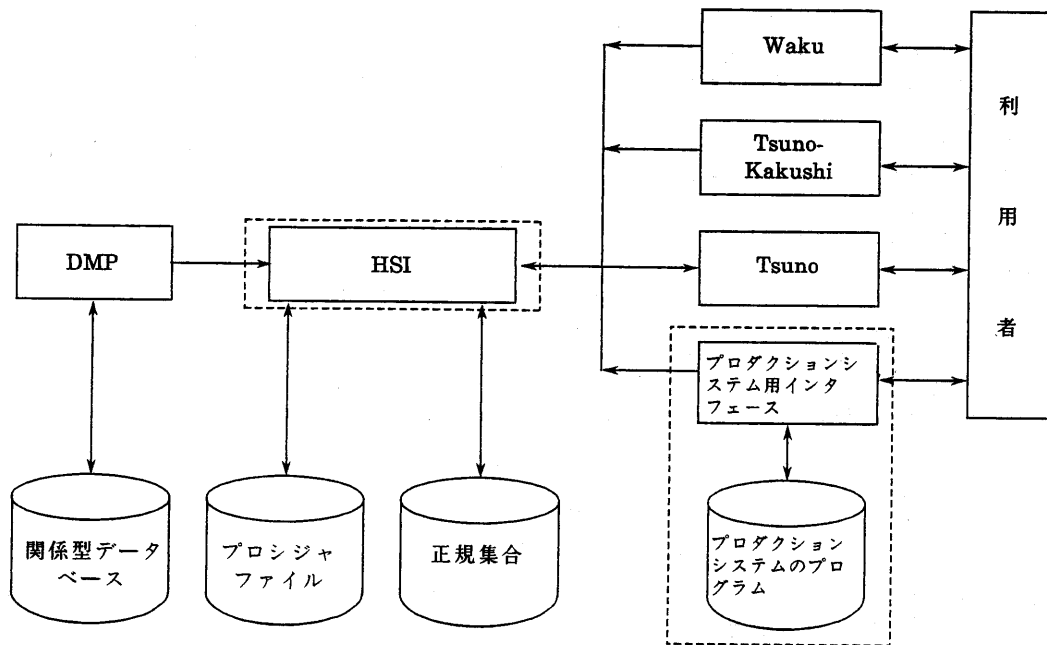 Waku
Tsuno-
Kakushi
DMP
HSI
Tsuno
利用者
プロダクションシ
ステム用インタ
フェース
関係型データ
ベース
プロシジャ
ファイル
正規集合
プロダクション
システムのプロ
グラム